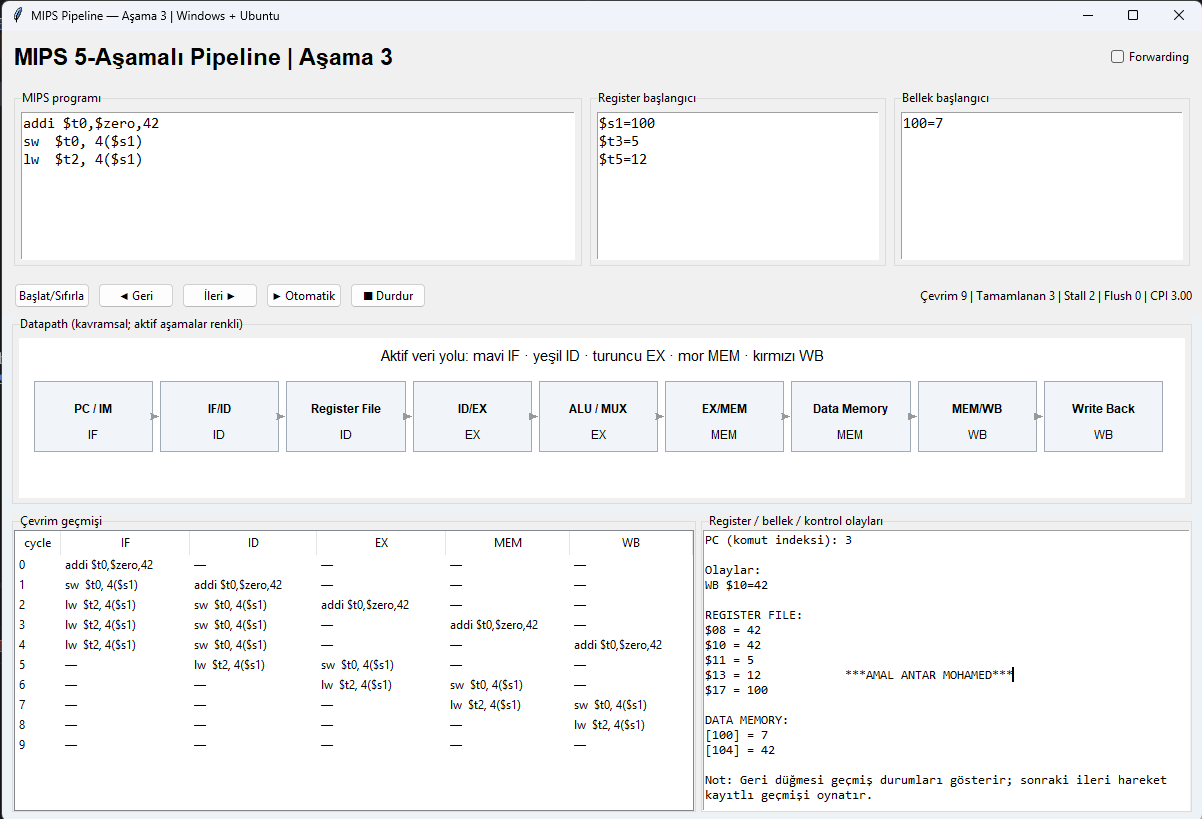 MIPS Pipeline — Aşama 3 | Windows + Ubuntu
MIPS 5-Aşamalı Pipeline | Aşama 3
Forwarding
MIPS programı
addi $t0,$zero,42
sw  $t0, 4($s1)
lw  $t2, 4($s1)
Register başlangıcı
$s1=100
$t3=5
$t5=12
Bellek başlangıcı
100=7
Başlat/Sıfırla ◄ Geri İleri ► ► Otomatik ■ Durdur
Çevrim 9 | Tamamlanan 3 | Stall 2 | Flush 0 | CPI 3.00
Datapath (kavramsal; aktif aşamalar renkli)
Aktif veri yolu: mavi IF · yeşil ID · turuncu EX · mor MEM · kırmızı WB
PC / IM IF/ID Register File ID/EX ALU / MUX EX/MEM Data Memory MEM/WB Write Back
IF ID ID EX EX MEM MEM WB WB
Çevrim geçmişi
cycle IF ID EX MEM WB
0 addi $t0,$zero,42 — — — —
1 sw  $t0, 4($s1) addi $t0,$zero,42 — — —
2 lw  $t2, 4($s1) sw  $t0, 4($s1) addi $t0,$zero,42 — —
3 lw  $t2, 4($s1) sw  $t0, 4($s1) — addi $t0,$zero,42 —
4 lw  $t2, 4($s1) sw  $t0, 4($s1) — — addi $t0,$zero,42
5 — lw  $t2, 4($s1) sw  $t0, 4($s1) — —
6 — — lw  $t2, 4($s1) sw  $t0, 4($s1) —
7 — — — lw  $t2, 4($s1) sw  $t0, 4($s1)
8 — — — — lw  $t2, 4($s1)
9 — — — — —
Register / bellek / kontrol olayları
PC (komut indeksi): 3
Olaylar:
WB $10=42
REGISTER FILE:
$08 = 42
$10 = 42
$11 = 5
$13 = 12 ***AMAL ANTAR MOHAMED***
$17 = 100
DATA MEMORY:
[100] = 7
[104] = 42
Not: Geri düğmesi geçmiş durumları gösterir; sonraki ileri hareket
kayıtlı geçmişi oynatır.